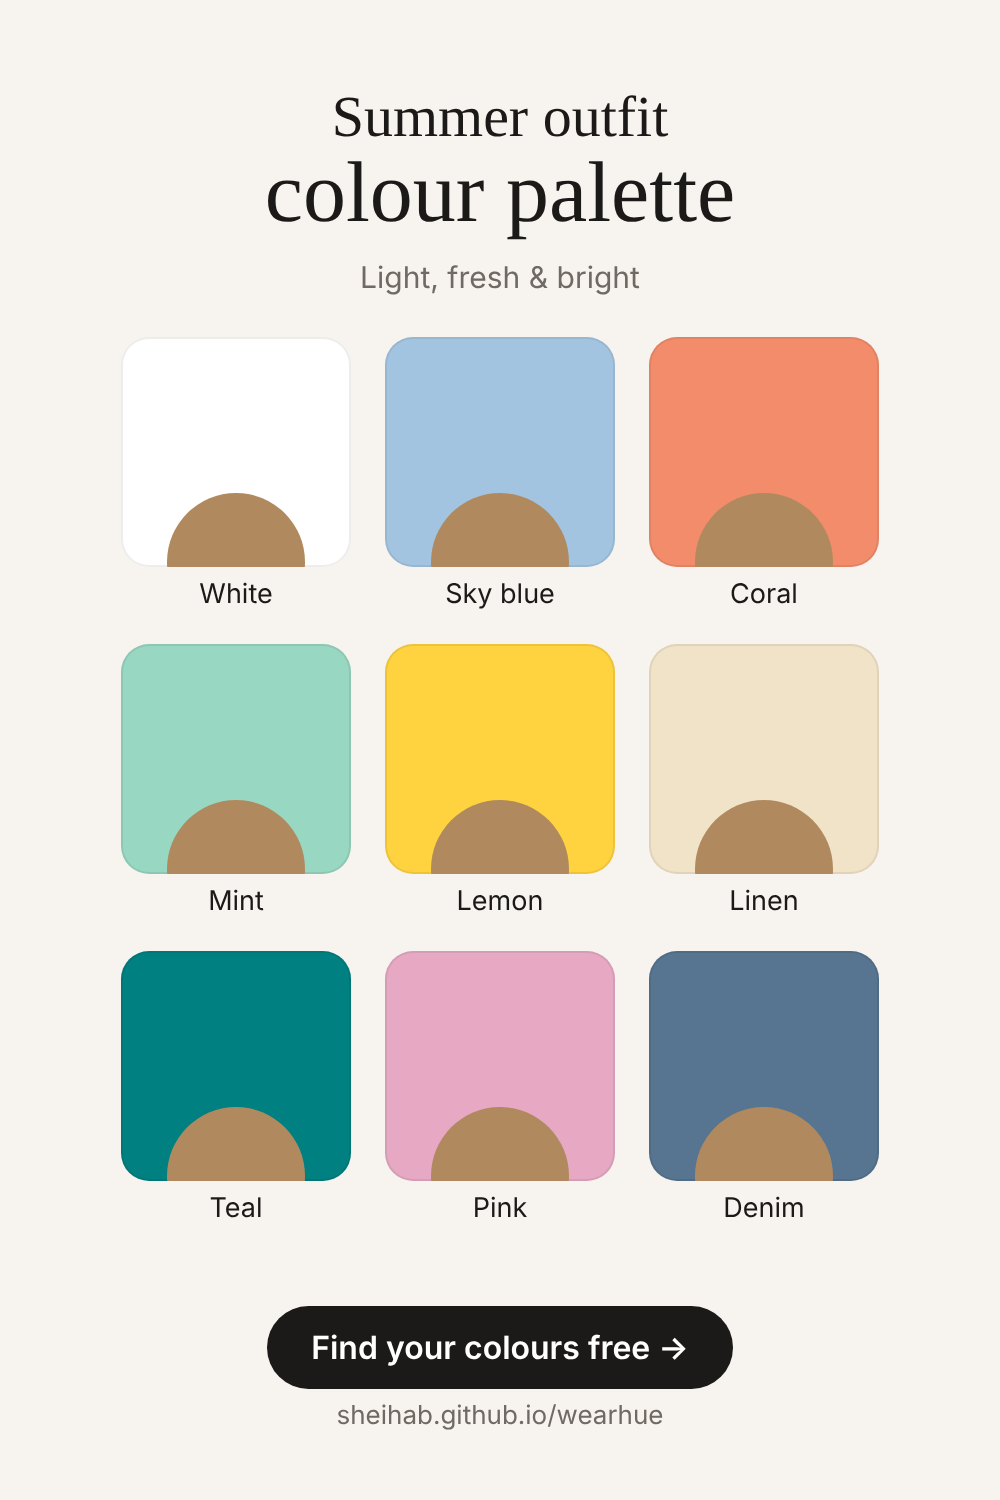 Summer outfit
colour palette
Light, fresh & bright
White
Sky blue
Coral
Mint
Lemon
Linen
Teal
Pink
Denim
Find your colours free →
sheihab.github.io/wearhue